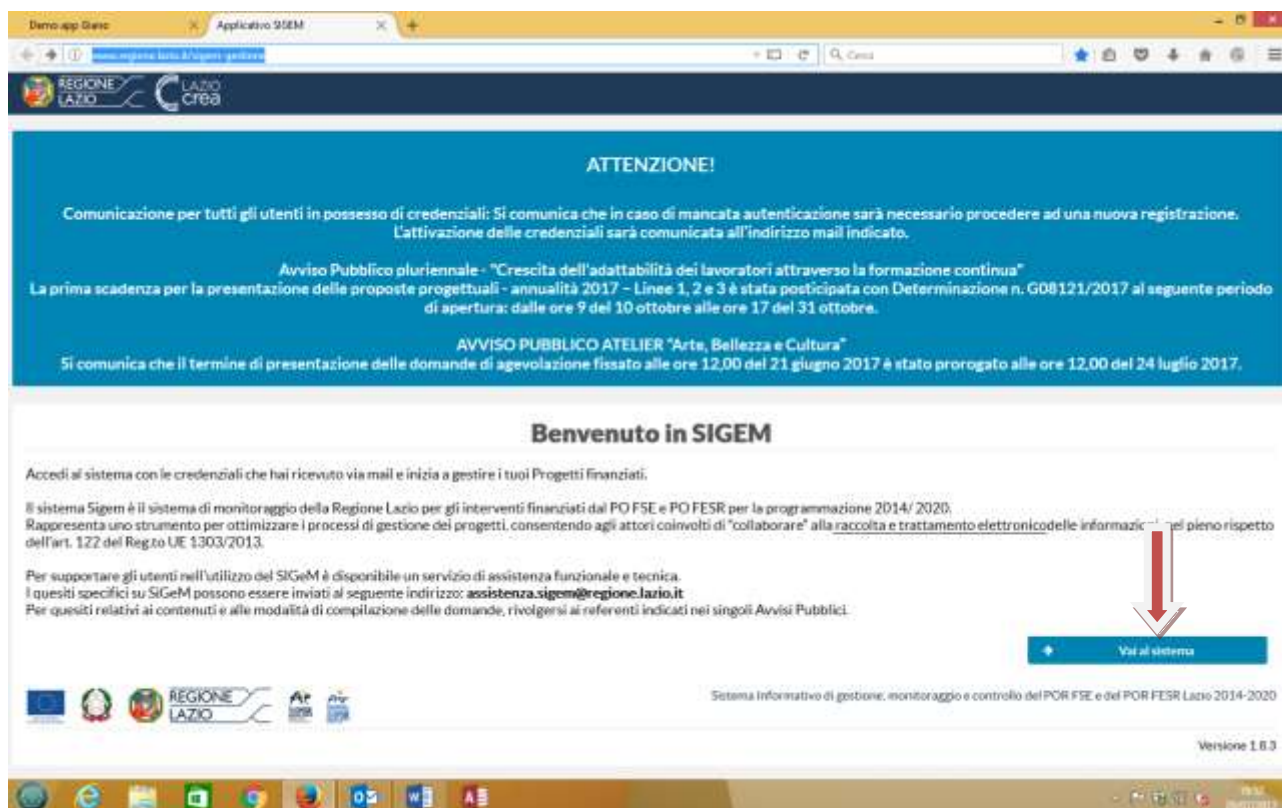 Demo app Giano
Applicativo SIGEM
www.regione.lazio.it/sigem-gestione
Cerca
REGIONE LAZIO
LAZIO crea
ATTENZIONE!
Comunicazione per tutti gli utenti in possesso di credenziali: Si comunica che in caso di mancata autenticazione sarà necessario procedere ad una nuova registrazione.
L'attivazione delle credenziali sarà comunicata all'indirizzo mail indicato.
Avviso Pubblico pluriennale - "Crescita dell'adattabilità dei lavoratori attraverso la formazione continua"
La prima scadenza per la presentazione delle proposte progettuali - annualità 2017 – Linee 1, 2 e 3 è stata posticipata con Determinazione n. G08121/2017 al seguente periodo
di apertura: dalle ore 9 del 10 ottobre alle ore 17 del 31 ottobre.
AVVISO PUBBLICO ATELIER "Arte, Bellezza e Cultura"
Si comunica che il termine di presentazione delle domande di agevolazione fissato alle ore 12,00 del 21 giugno 2017 è stato prorogato alle ore 12,00 del 24 luglio 2017.
Benvenuto in SIGEM
Accedi al sistema con le credenziali che hai ricevuto via mail e inizia a gestire i tuoi Progetti finanziati.
Il sistema Sigem è il sistema di monitoraggio della Regione Lazio per gli interventi finanziati dal PO FSE e PO FESR per la programmazione 2014/ 2020.
Rappresenta uno strumento per ottimizzare i processi di gestione dei progetti, consentendo agli attori coinvolti di "collaborare" alla raccolta e trattamento elettronicodelle informazioni nel pieno rispetto
dell'art. 122 del Reg.to UE 1303/2013.
Per supportare gli utenti nell'utilizzo del SIGeM è disponibile un servizio di assistenza funzionale e tecnica.
I quesiti specifici su SIGeM possono essere inviati al seguente indirizzo: assistenza.sigem@regione.lazio.it
Per quesiti relativi ai contenuti e alle modalità di compilazione delle domande, rivolgersi ai referenti indicati nei singoli Avvisi Pubblici.
Vai al sistema
REGIONE LAZIO
Sistema Informativo di gestione, monitoraggio e controllo del POR FSE e del POR FESR Lazio 2014-2020
Versione 1.8.3